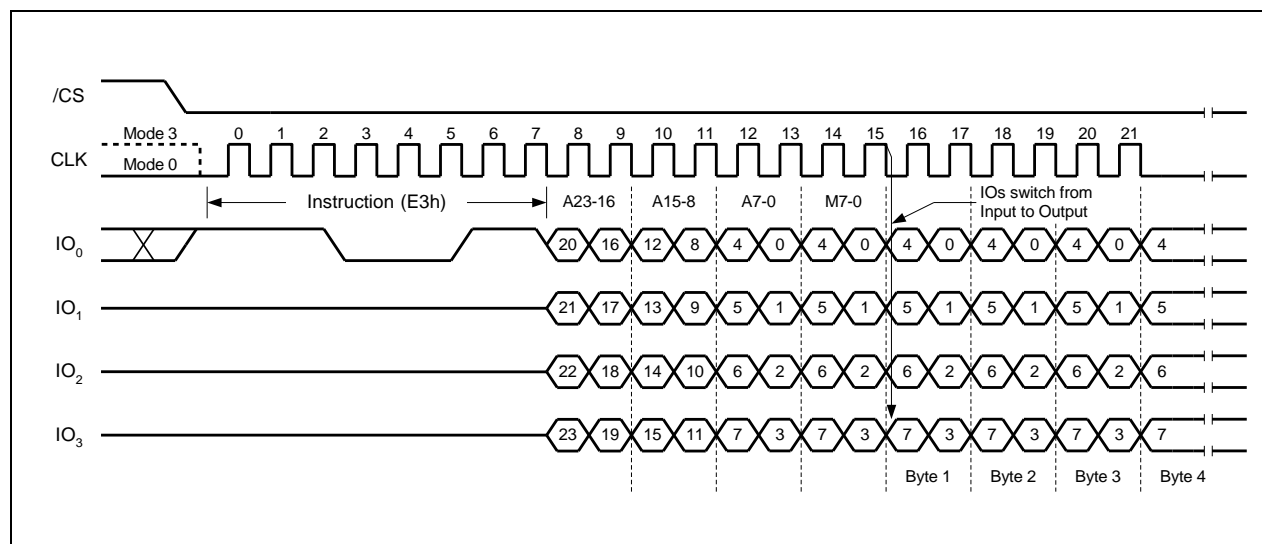 /CS
Mode 3
0 1 2 3 4 5 6 7 8 9 10 11 12 13 14 15 16 17 18 19 20 21
CLK
Mode 0
Instruction (E3h)
A23-16 A15-8 A7-0 M7-0
IOs switch from
Input to Output
IO0 20 16 12 8 4 0 4 0 4 0 4 0 4 0 4
IO1 21 17 13 9 5 1 5 1 5 1 5 1 5 1 5
IO2 22 18 14 10 6 2 6 2 6 2 6 2 6 2 6
IO3 23 19 15 11 7 3 7 3 7 3 7 3 7 3 7
Byte 1 Byte 2 Byte 3 Byte 4